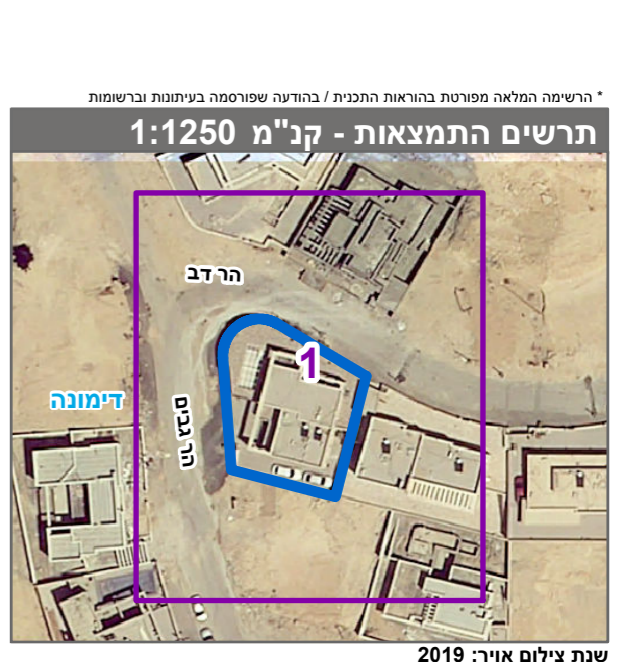 * הרשימה המלאה מפורטת בהוראות התכנית / בהודעה שפורסמה בעיתונות וברשומות
תרשים התמצאות - קנ"מ 1:1250
הר דב
1
דימונה
הר גבים
שנת צילום אויר: 2019